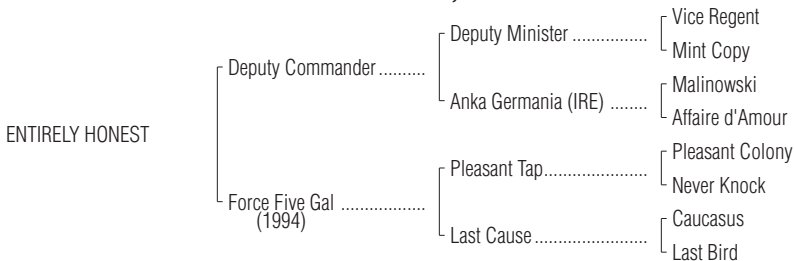 Vice Regent
Deputy Minister ................
Mint Copy
Deputy Commander ..........
Malinowski
Anka Germania (IRE) ........
Affaire d'Amour
ENTIRELY HONEST
Pleasant Colony
Pleasant Tap......................
Never Knock
Force Five Gal ..................
(1994)
Caucasus
Last Cause ........................
Last Bird